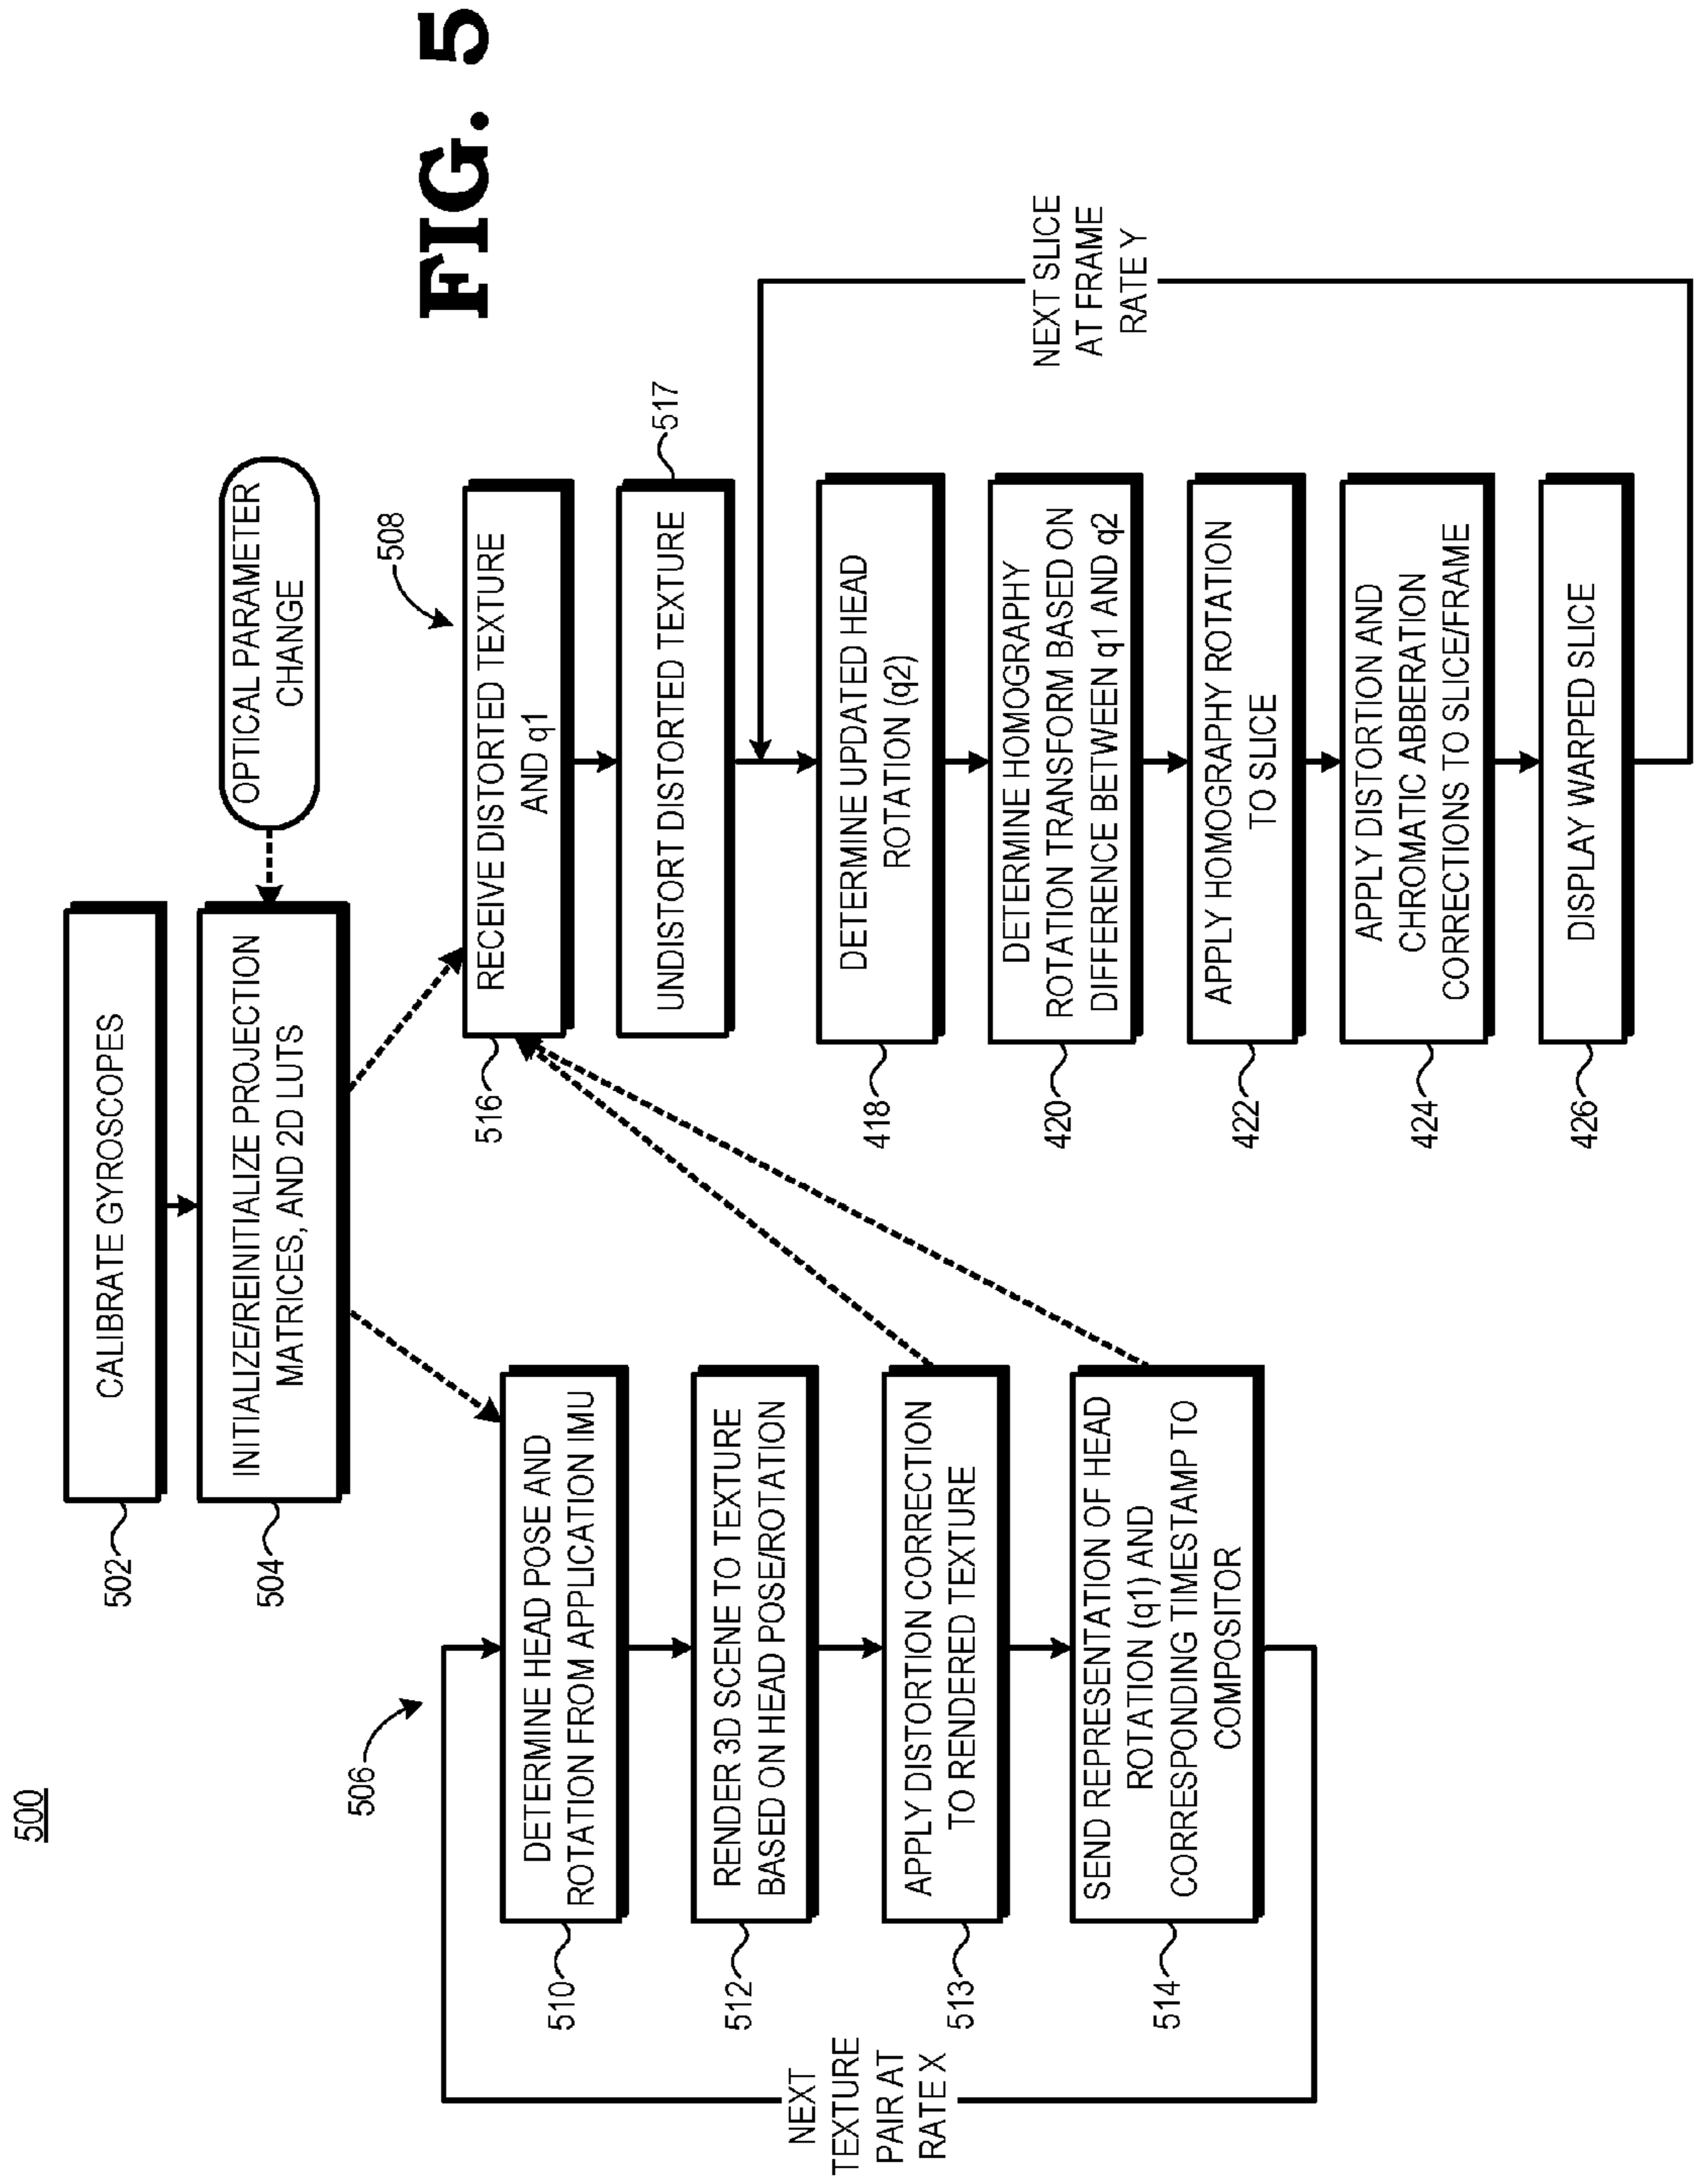 500
CALIBRATE GYROSCOPES
502
INITIALIZE/REINITIALIZE PROJECTION
MATRICES, AND 2D LUTS
504
OPTICAL PARAMETER
CHANGE
506
DETERMINE HEAD POSE AND
ROTATION FROM APPLICATION IMU
510
RENDER 3D SCENE TO TEXTURE
BASED ON HEAD POSE/ROTATION
512
APPLY DISTORTION CORRECTION
TO RENDERED TEXTURE
513
SEND REPRESENTATION OF HEAD
ROTATION (q1) AND
CORRESPONDING TIMESTAMP TO
COMPOSITOR
514
NEXT
TEXTURE
PAIR AT
RATE X
508
RECEIVE DISTORTED TEXTURE
AND q1
516
UNDISTORT DISTORTED TEXTURE
517
DETERMINE UPDATED HEAD
ROTATION (q2)
418
DETERMINE HOMOGRAPHY
ROTATION TRANSFORM BASED ON
DIFFERENCE BETWEEN q1 AND q2
420
APPLY HOMOGRAPHY ROTATION
TO SLICE
422
APPLY DISTORTION AND
CHROMATIC ABBERATION
CORRECTIONS TO SLICE/FRAME
424
DISPLAY WARPED SLICE
426
NEXT SLICE
AT FRAME
RATE Y
FIG. 5